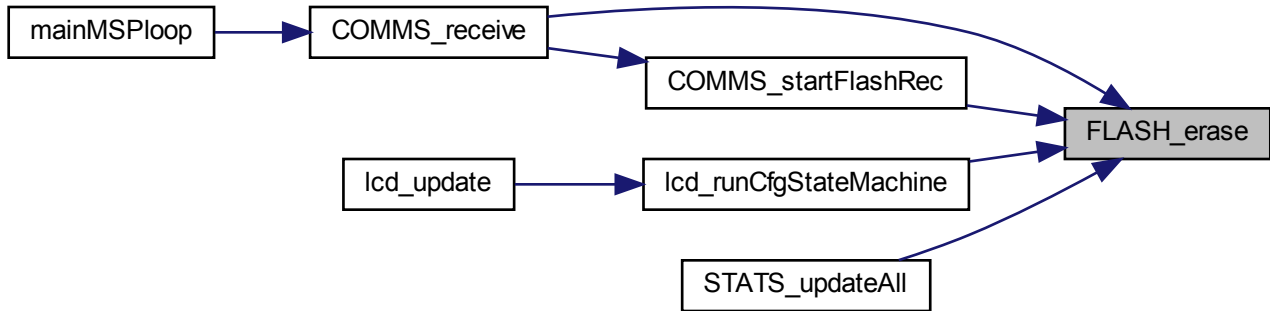 mainMSPloop
COMMS_receive
COMMS_startFlashRec
FLASH_erase
lcd_update
lcd_runCfgStateMachine
STATS_updateAll